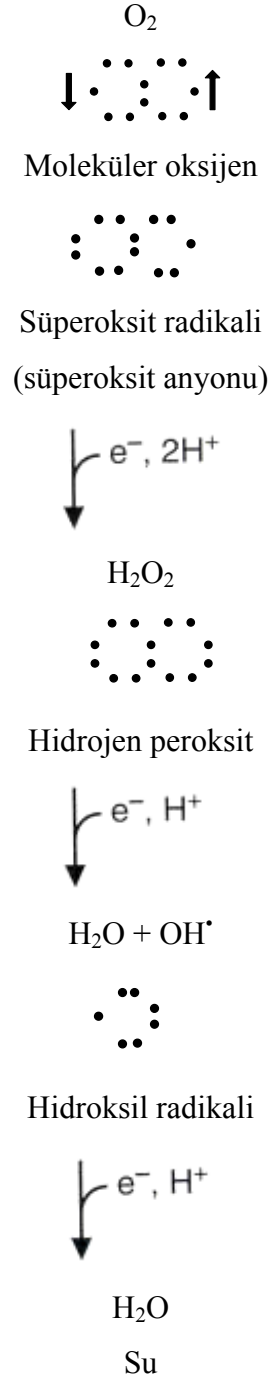 O₂
Moleküler oksijen
Süperoksit radikali
(süperoksit anyonu)
e⁻, 2H⁺
H₂O₂
Hidrojen peroksit
e⁻, H⁺
H₂O + OH˙
Hidroksil radikali
e⁻, H⁺
H₂O
Su